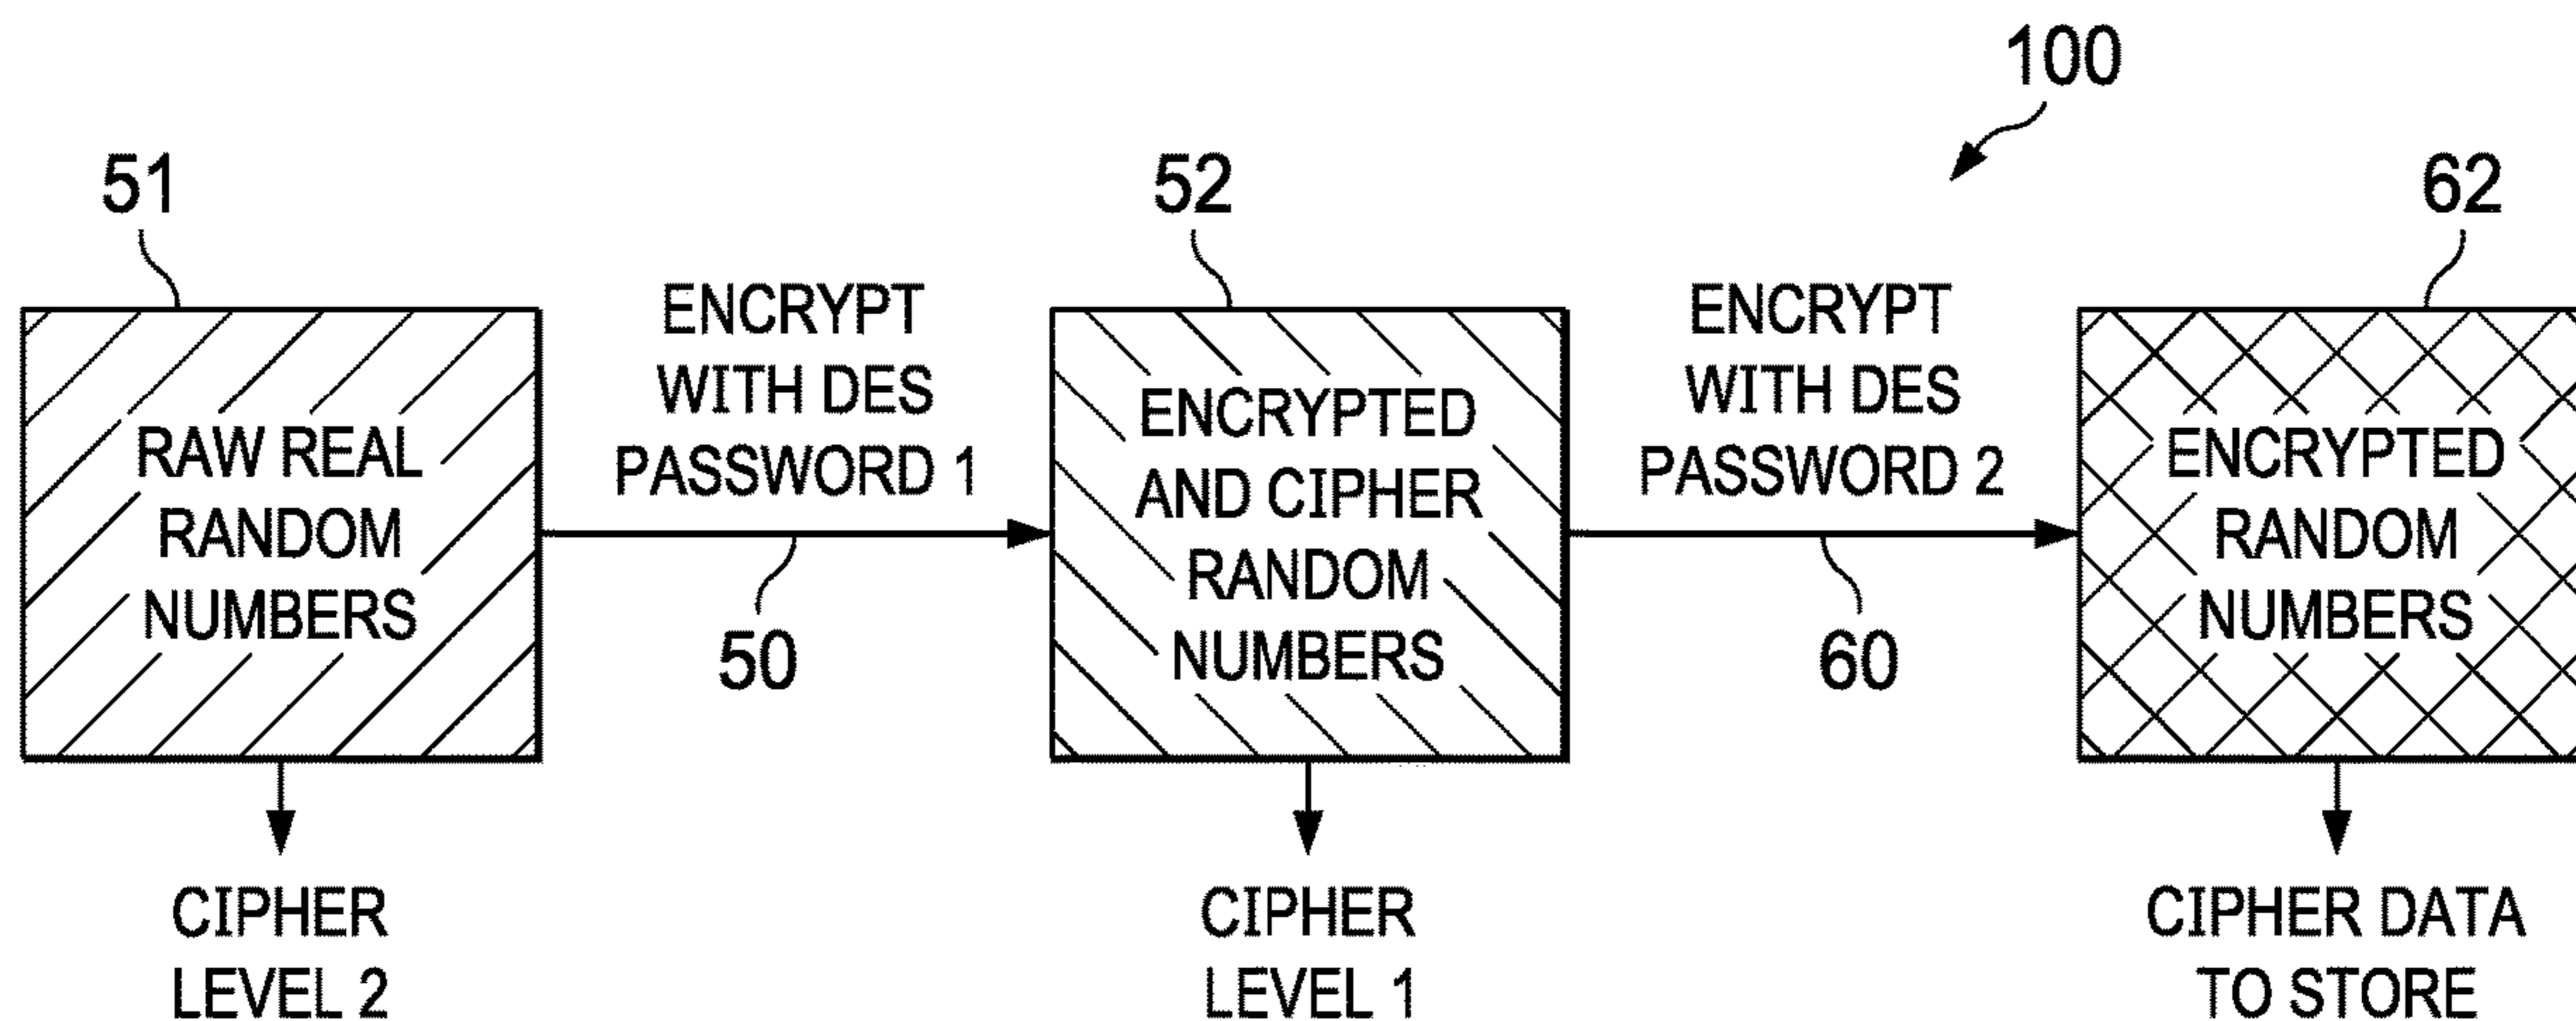 100
51
52
62
ENCRYPT
WITH DES
PASSWORD 1
ENCRYPT
WITH DES
PASSWORD 2
RAW REAL
RANDOM
NUMBERS
ENCRYPTED
AND CIPHER
RANDOM
NUMBERS
ENCRYPTED
RANDOM
NUMBERS
50
60
CIPHER
LEVEL 2
CIPHER
LEVEL 1
CIPHER DATA
TO STORE